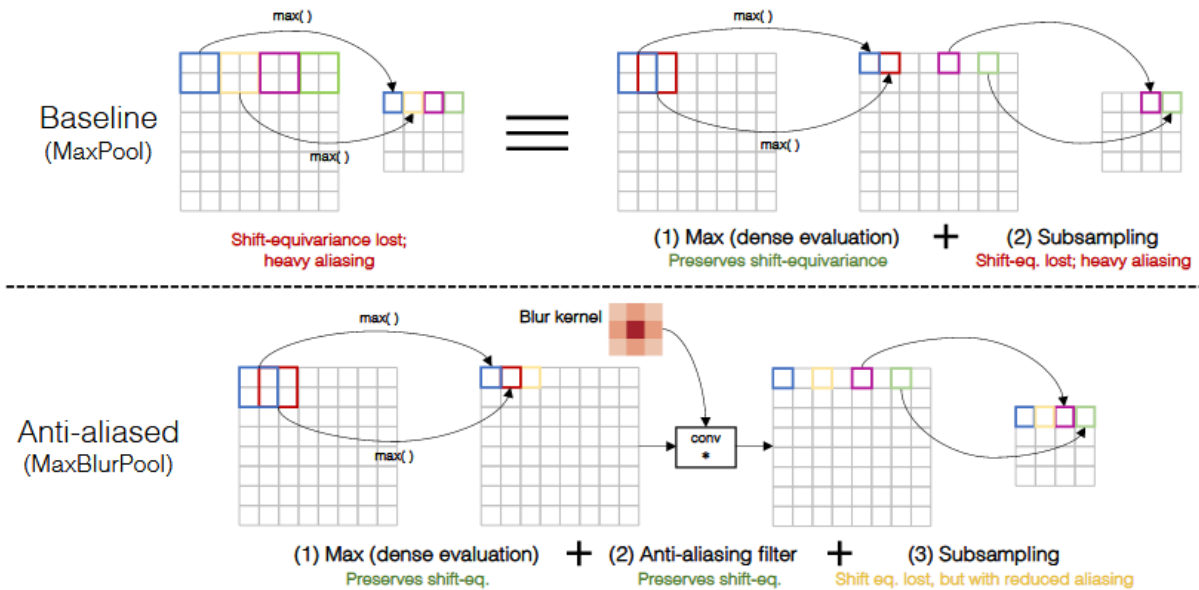 max( )
max( )
Baseline
(MaxPool)
max( )
max( )
Shift-equivariance lost;
heavy aliasing
(1) Max (dense evaluation)
Preserves shift-equivariance
+
(2) Subsampling
Shift-eq. lost; heavy aliasing
Blur kernel
max( )
Anti-aliased
(MaxBlurPool)
max( )
conv
*
(1) Max (dense evaluation)
Preserves shift-eq.
+
(2) Anti-aliasing filter
Preserves shift-eq.
+
(3) Subsampling
Shift eq. lost, but with reduced aliasing